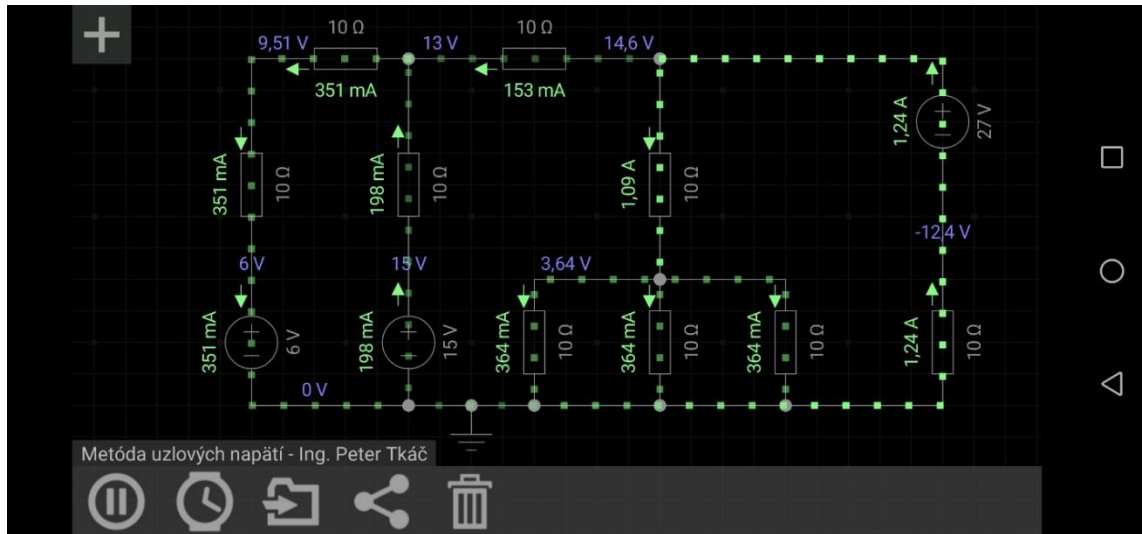 10 Ω
10 Ω
9,51 V
13 V
14,6 V
351 mA
153 mA
1,24 A
27 V
351 mA
10 Ω
198 mA
10 Ω
1,09 A
10 Ω
-12,4 V
6 V
15 V
3,64 V
351 mA
6 V
198 mA
15 V
364 mA
10 Ω
364 mA
10 Ω
364 mA
10 Ω
1,24 A
10 Ω
0 V
Metóda uzlových napätí - Ing. Peter Tkáč